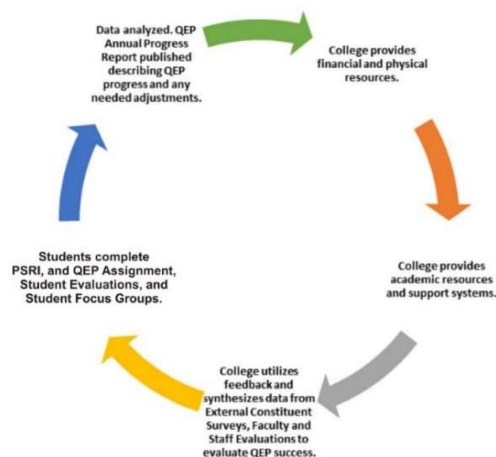 Data analyzed. QEP
Annual Progress
Report published
describing QEP
progress and any
needed adjustments.
College provides
financial and physical
resources.
College provides
academic resources
and support systems.
College utilizes
feedback and
synthesizes data from
External Constituent
Surveys, Faculty and
Staff Evaluations to
evaluate QEP success.
Students complete
PSRI, and QEP Assignment,
Student Evaluations, and
Student Focus Groups.